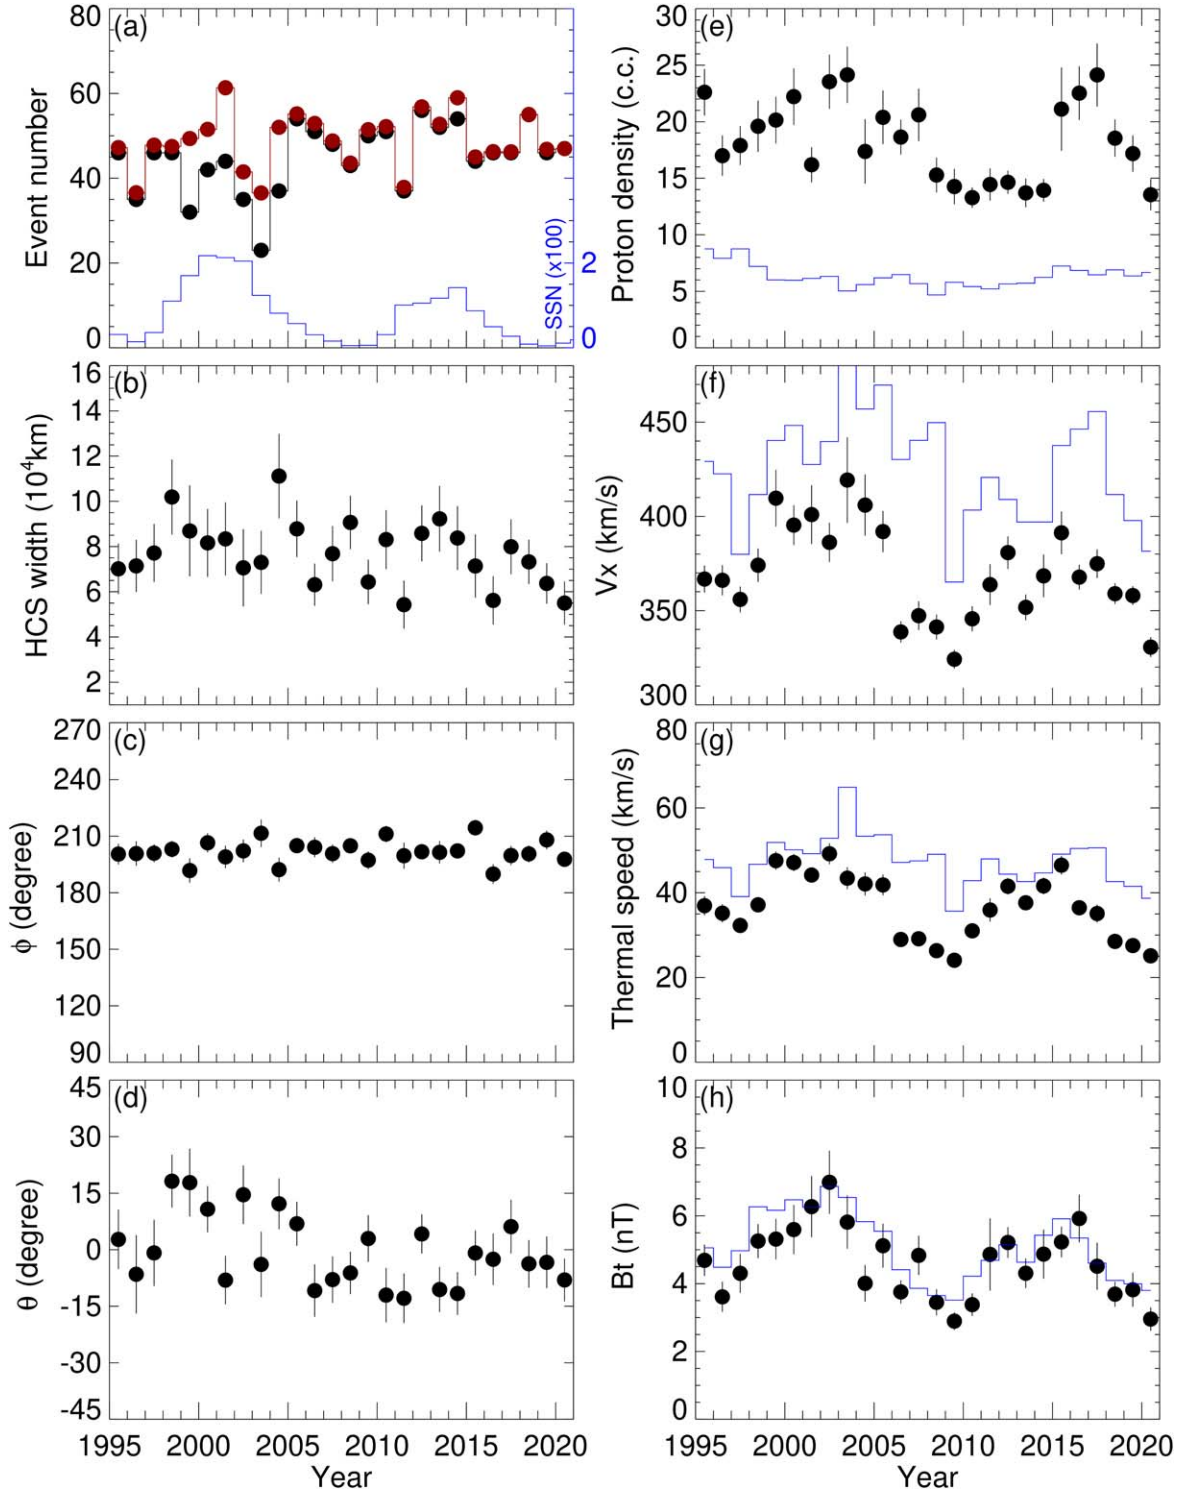 (a)
80
60
40
20
0
Event number
2
0
SSN (x100)
(e)
30
25
20
15
10
5
0
Proton density (c.c.)
(b)
16
14
12
10
8
6
4
2
HCS width (10⁴km)
(f)
450
400
350
300
Vx (km/s)
(c)
270
240
210
180
150
120
90
ϕ (degree)
(g)
80
60
40
20
0
Thermal speed (km/s)
(d)
45
30
15
0
-15
-30
-45
θ (degree)
1995 2000 2005 2010 2015 2020
Year
(h)
10
8
6
4
2
0
Bt (nT)
1995 2000 2005 2010 2015 2020
Year